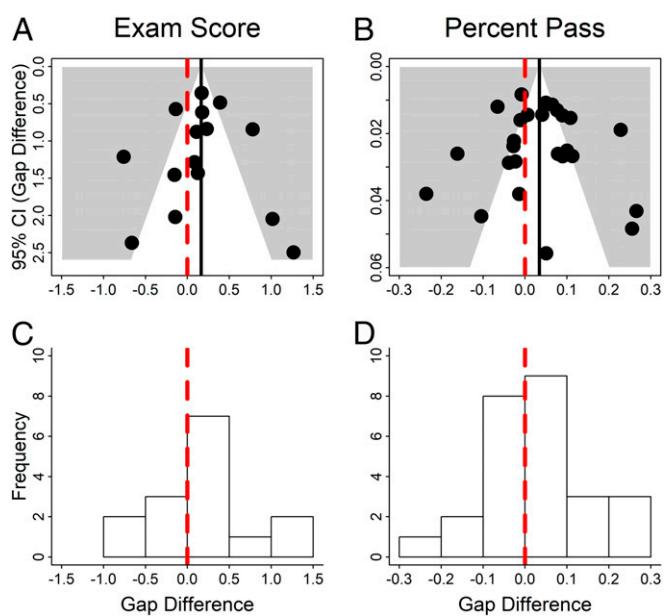 A Exam Score
B Percent Pass
95% CI (Gap Difference)
0.0
0.5
1.0
1.5
2.0
2.5
-1.5 -1.0 -0.5 0.0 0.5 1.0 1.5
0.00
0.02
0.04
0.06
-0.3 -0.2 -0.1 0.0 0.1 0.2 0.3
C
D
Frequency
10
8
6
4
2
0
-1.5 -1.0 -0.5 0.0 0.5 1.0 1.5
Gap Difference
10
8
6
4
2
0
-0.3 -0.2 -0.1 0.0 0.1 0.2 0.3
Gap Difference